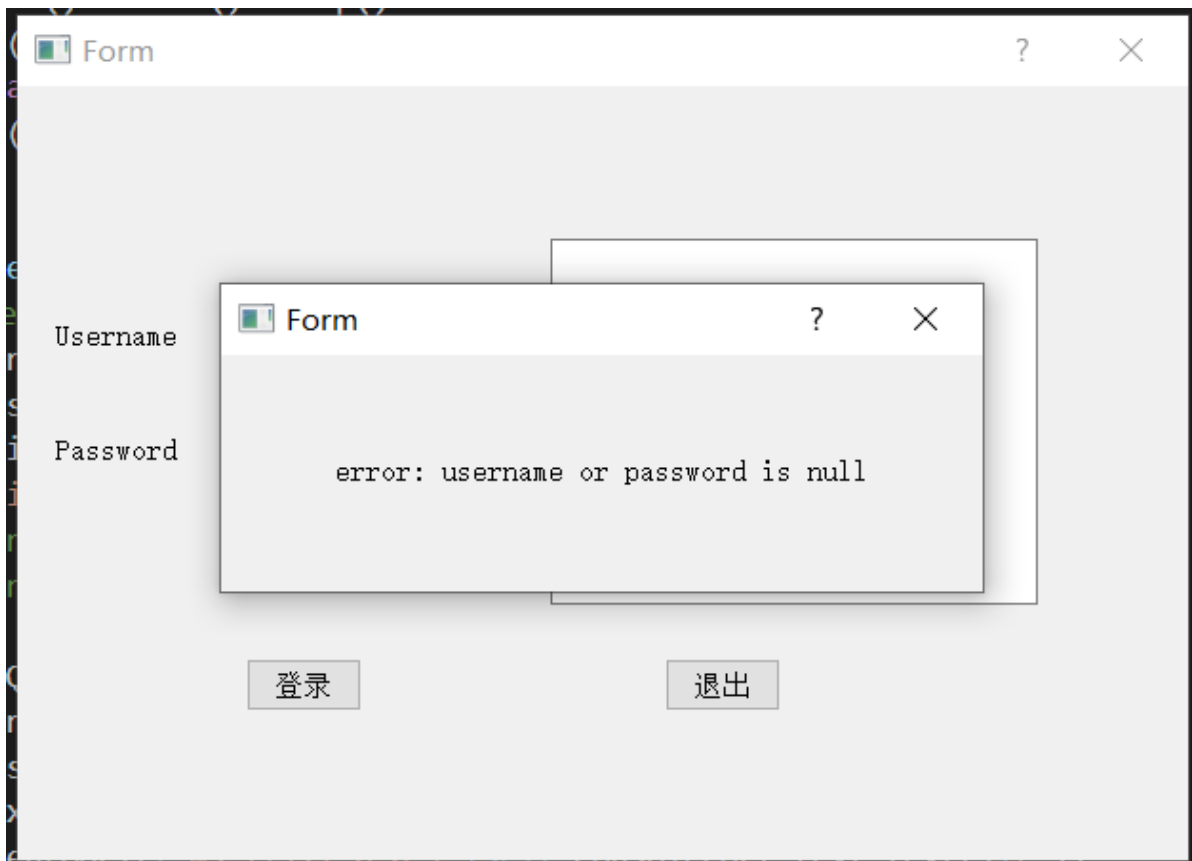 Form
Form
Username
Password
error: username or password is null
登录
退出